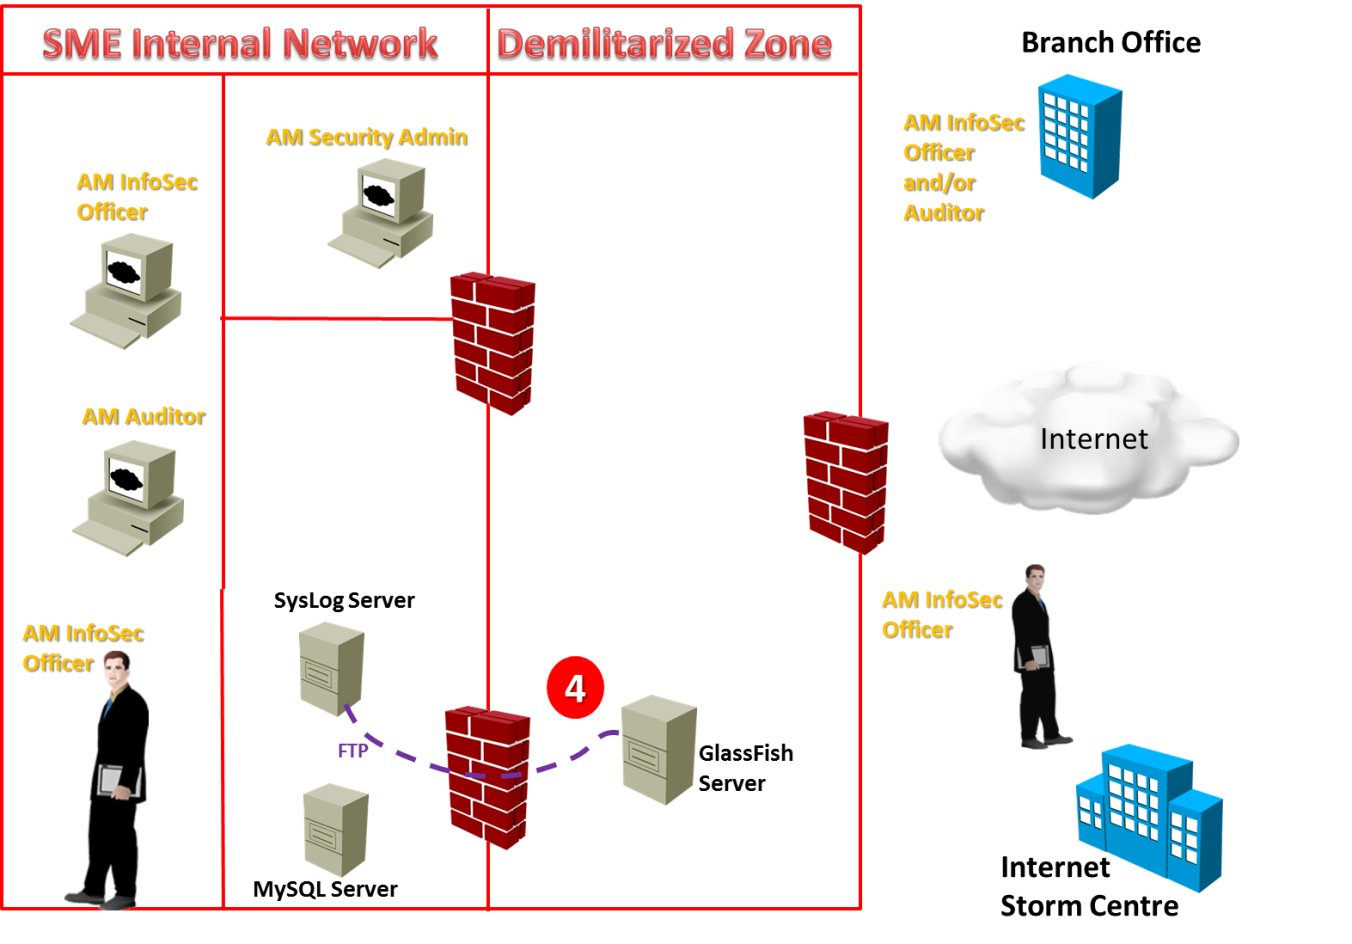 SME Internal Network
Demilitarized Zone
Branch Office
AM Security Admin
AM InfoSec
Officer
and/or
Auditor
AM InfoSec
Officer
AM Auditor
Internet
SysLog Server
AM InfoSec
Officer
AM InfoSec
Officer
4
FTP
GlassFish
Server
MySQL Server
Internet
Storm Centre